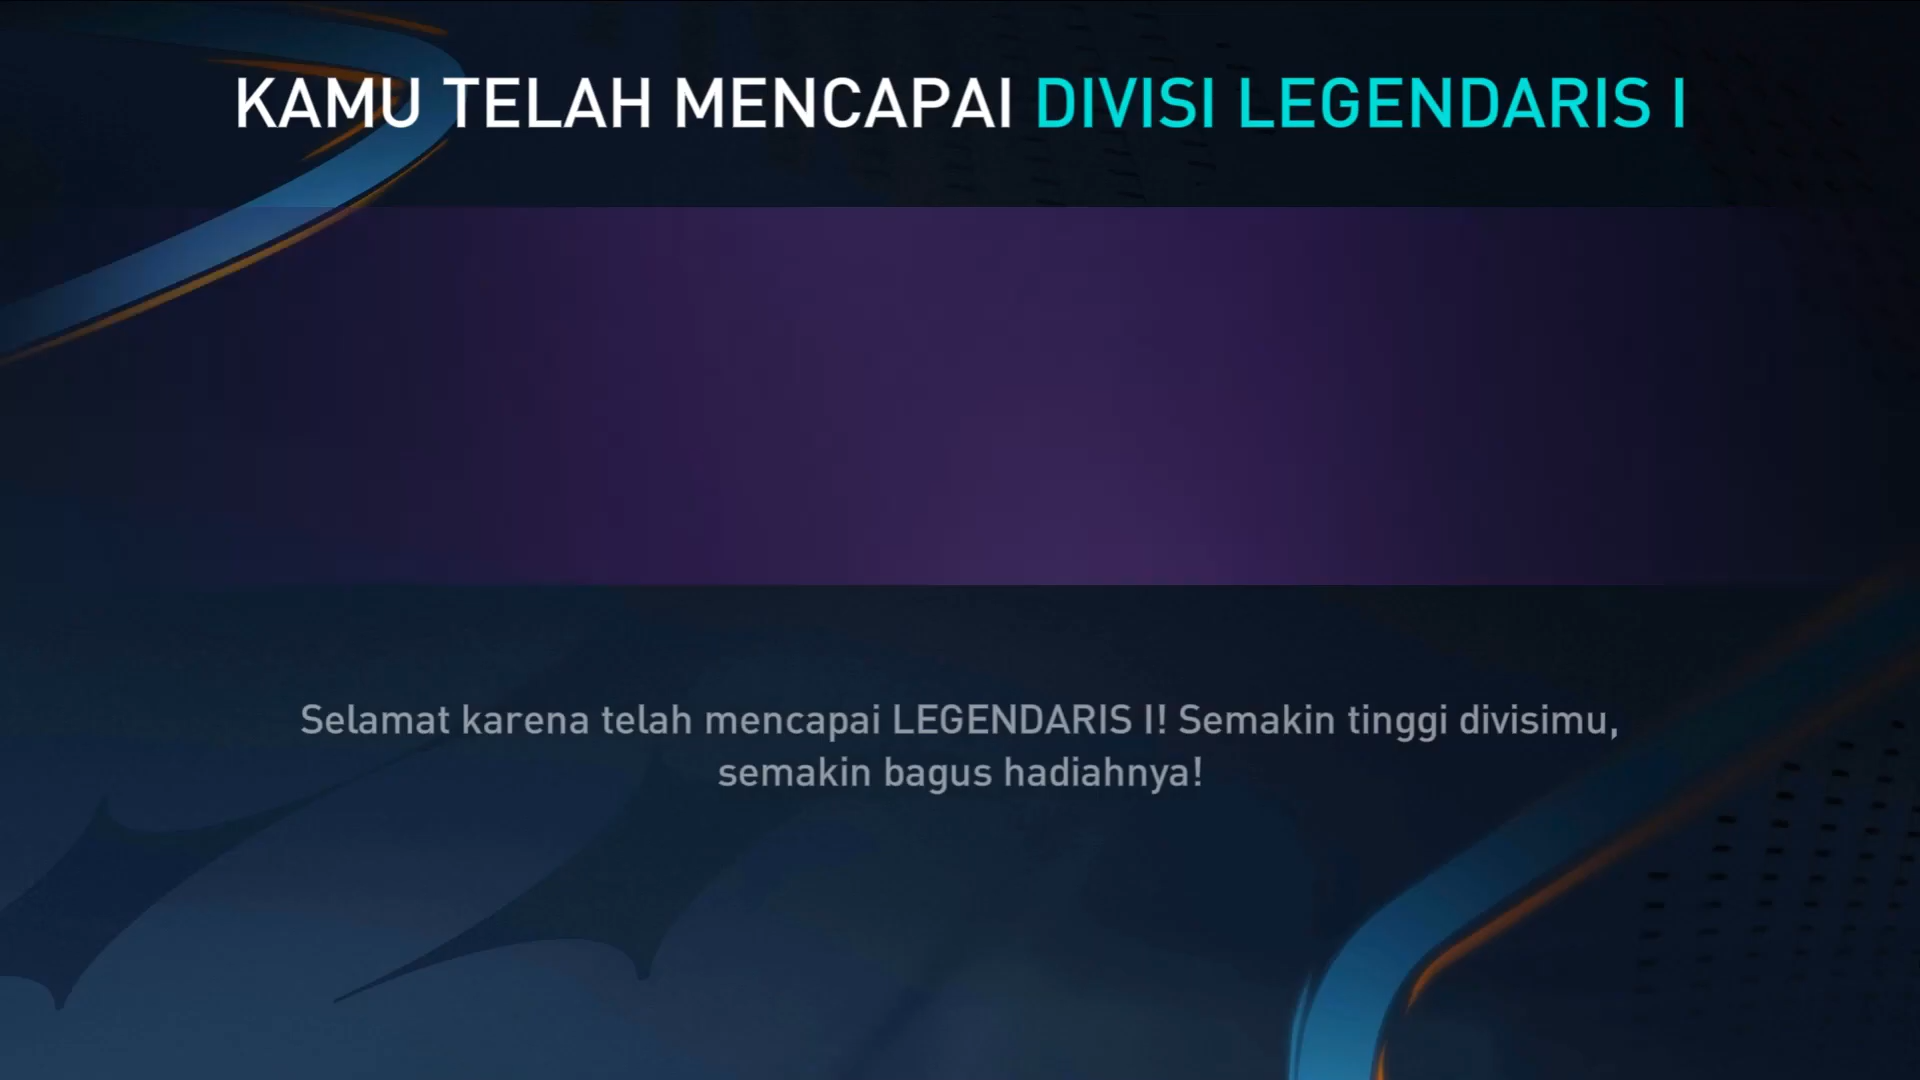 KAMU TELAH MENCAPAI DIVISI LEGENDARIS I
Selamat karena telah mencapai LEGENDARIS I! Semakin tinggi divisimu,
semakin bagus hadiahnya!